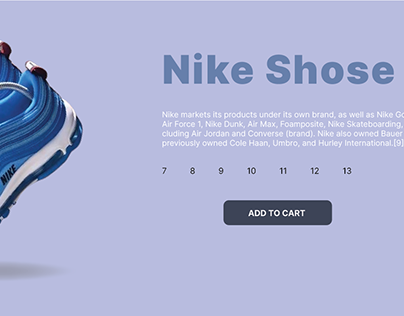 Nike Shose
Nike markets its products under its own brand, as well as Nike Go
Air Force 1, Nike Dunk, Air Max, Foamposite, Nike Skateboarding,
cluding Air Jordan and Converse (brand). Nike also owned Bauer
previously owned Cole Haan, Umbro, and Hurley International.[9]
7 8 9 10 11 12 13
NIKE
ADD TO CART